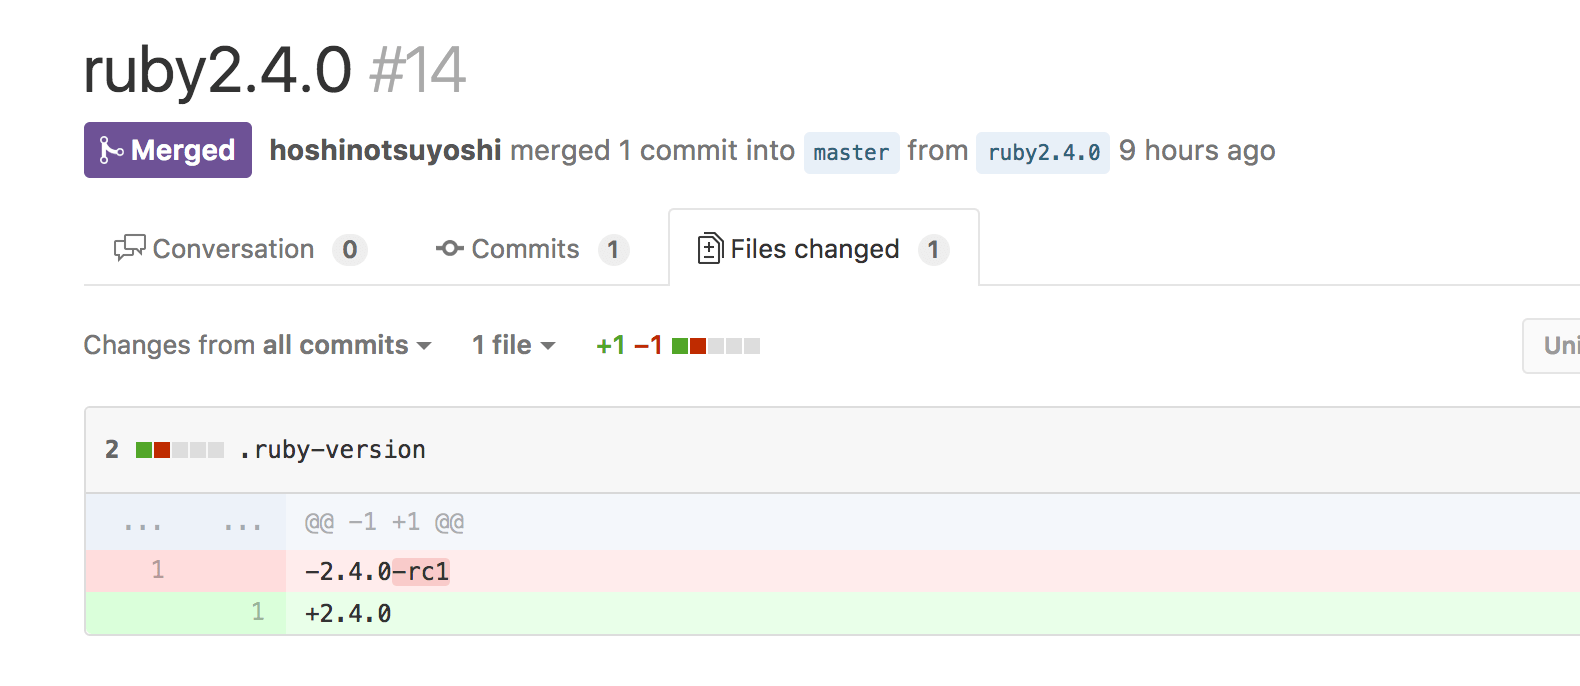 ruby2.4.0 #14
Merged hoshinotsuyoshi merged 1 commit into master from ruby2.4.0 9 hours ago
Conversation 0 Commits 1 Files changed 1
Changes from all commits 1 file +1 −1 Uni
2 .ruby-version
... ... @@ -1 +1 @@
1 -2.4.0-rc1
1 +2.4.0